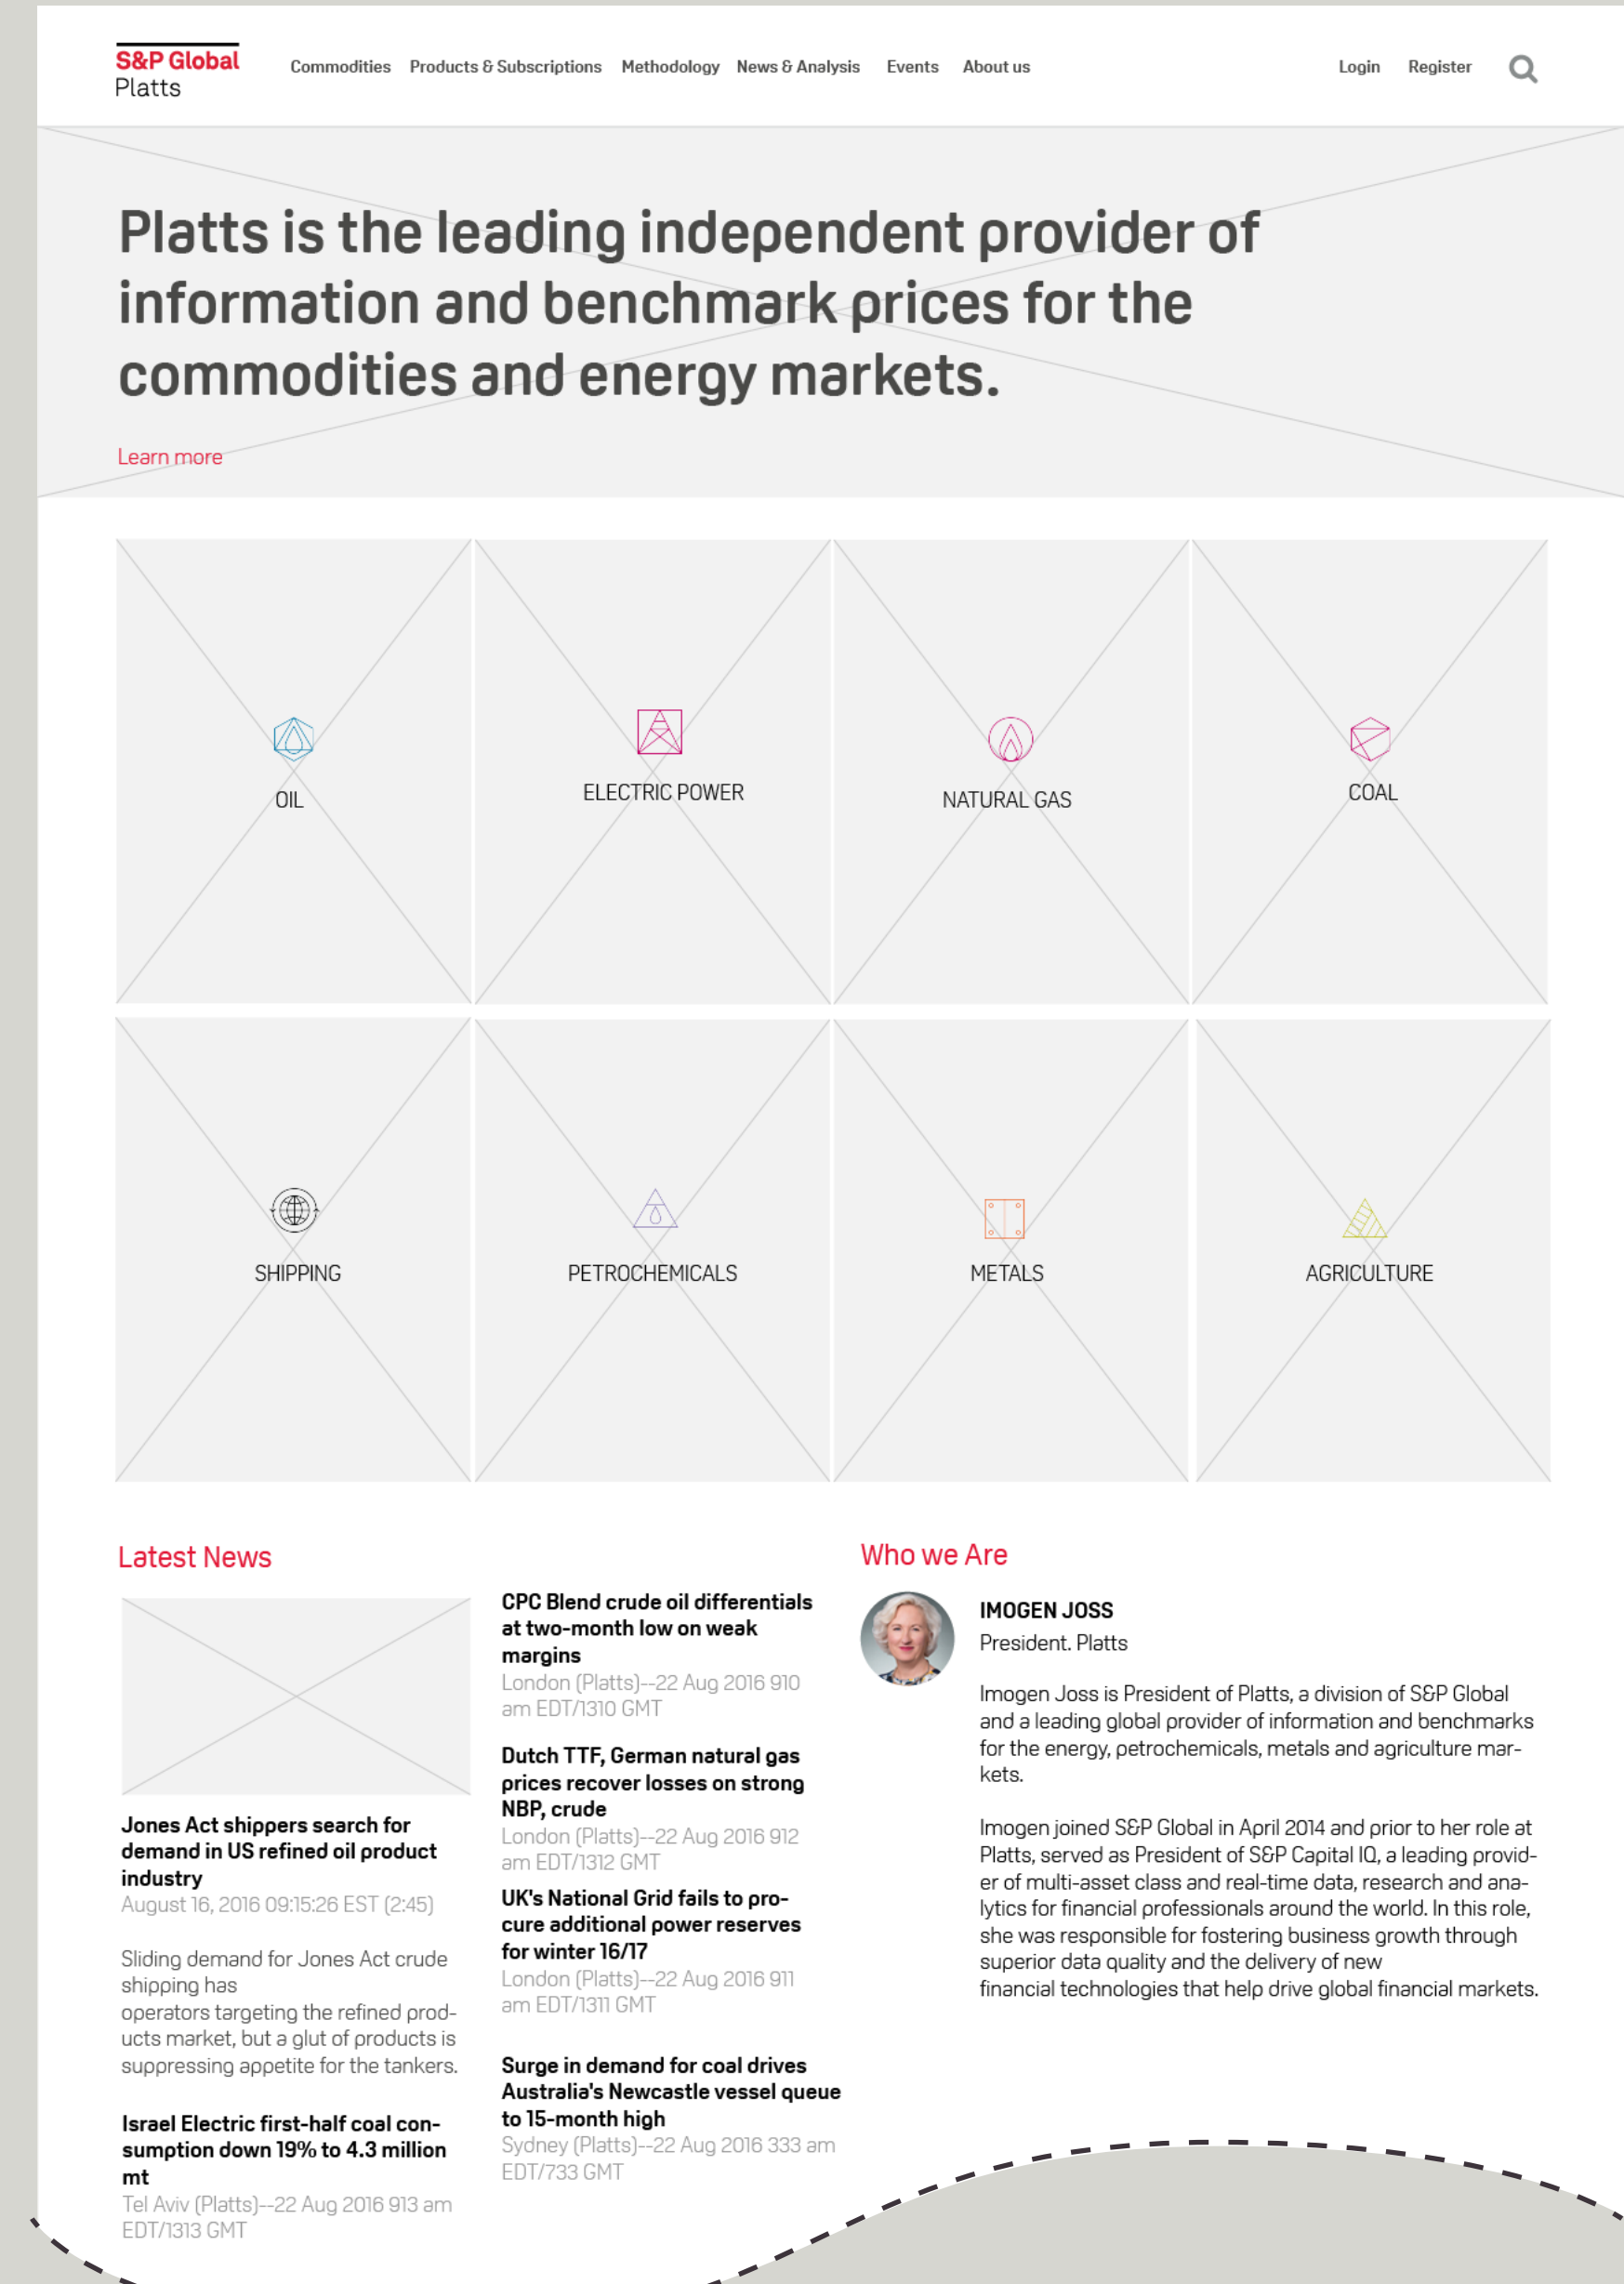 S&P Global
Platts
Commodities Products & Subscriptions Methodology News & Analysis Events About us
Login Register
Platts is the leading independent provider of
information and benchmark prices for the
commodities and energy markets.
Learn more
OIL
ELECTRIC POWER
NATURAL GAS
COAL
SHIPPING
PETROCHEMICALS
METALS
AGRICULTURE
Latest News
Jones Act shippers search for
demand in US refined oil product
industry
August 16, 2016 09:15:26 EST (2:45)
Sliding demand for Jones Act crude
shipping has
operators targeting the refined prod-
ucts market, but a glut of products is
suppressing appetite for the tankers.
Israel Electric first-half coal con-
sumption down 19% to 4.3 million
mt
Tel Aviv (Platts)--22 Aug 2016 913 am
EDT/1313 GMT
CPC Blend crude oil differentials
at two-month low on weak
margins
London (Platts)--22 Aug 2016 910
am EDT/1310 GMT
Dutch TTF, German natural gas
prices recover losses on strong
NBP, crude
London (Platts)--22 Aug 2016 912
am EDT/1312 GMT
UK's National Grid fails to pro-
cure additional power reserves
for winter 16/17
London (Platts)--22 Aug 2016 911
am EDT/1311 GMT
Surge in demand for coal drives
Australia's Newcastle vessel queue
to 15-month high
Sydney (Platts)--22 Aug 2016 333 am
EDT/733 GMT
Who we Are
IMOGEN JOSS
President. Platts
Imogen Joss is President of Platts, a division of S&P Global
and a leading global provider of information and benchmarks
for the energy, petrochemicals, metals and agriculture mar-
kets.
Imogen joined S&P Global in April 2014 and prior to her role at
Platts, served as President of S&P Capital IQ, a leading provid-
er of multi-asset class and real-time data, research and ana-
lytics for financial professionals around the world. In this role,
she was responsible for fostering business growth through
superior data quality and the delivery of new
financial technologies that help drive global financial markets.